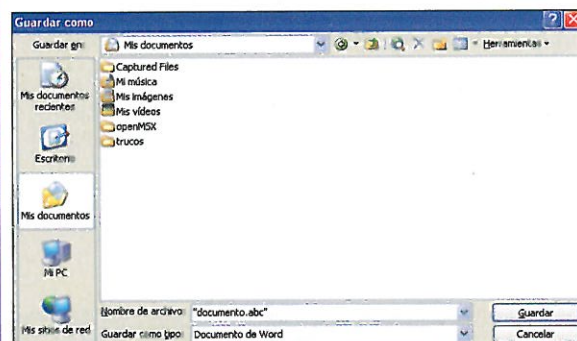 Guardar como
Guardar en: Mis documentos Herramientas
Mis documentos recientes
Escritorio
Mis documentos
Mi PC
Mis sitios de red
Captured Files
Mi música
Mis imágenes
Mis vídeos
openMSX
trucos
Nombre de archivo: "documento.abc" Guardar
Guardar como tipo: Documento de Word Cancelar